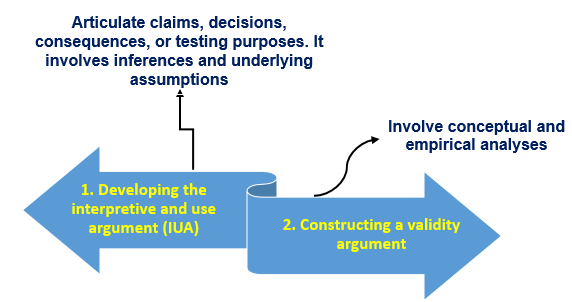 Articulate claims, decisions,
consequences, or testing purposes. It
involves inferences and underlying
assumptions
Involve conceptual and
empirical analyses
1. Developing the
interpretive and use
argument (IUA)
2. Constructing a validity
argument